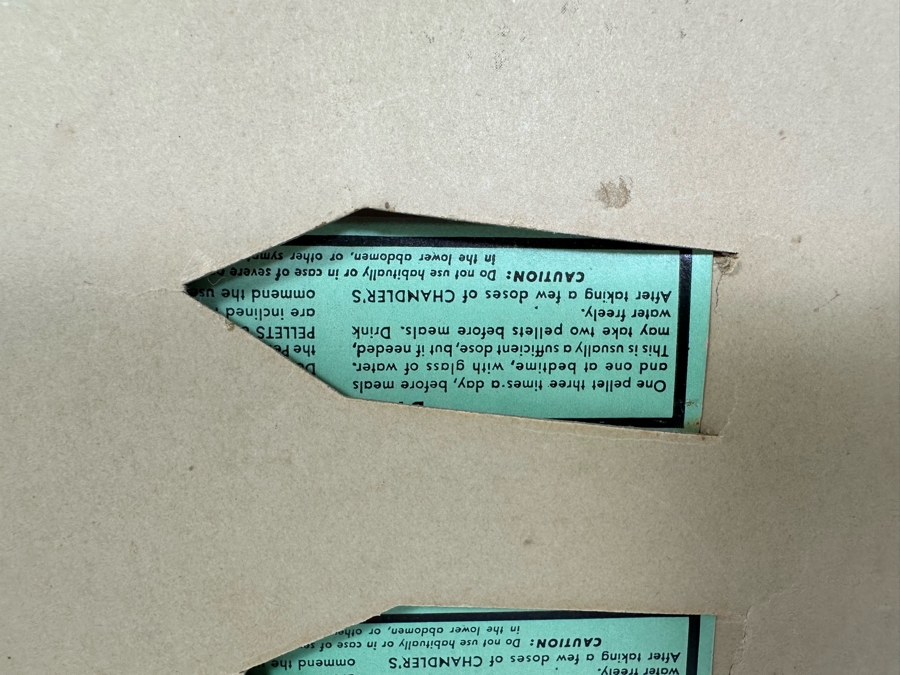 water freely.
After taking a few doses of CHANDLER'S
ommend the
CAUTION: Do not use habitually or in case of
in the lower abdomen, or
One pellet three times a day, before meals
and one at bedtime, with glass of water.
This is usually a sufficient dose, but if needed,
may take two pellets before meals. Drink
water freely.
After taking a few doses of CHANDLER'S
the
PELLETS
are inclined
ommend the
CAUTION: Do not use habitually or in case of severe
in the lower abdomen, or other